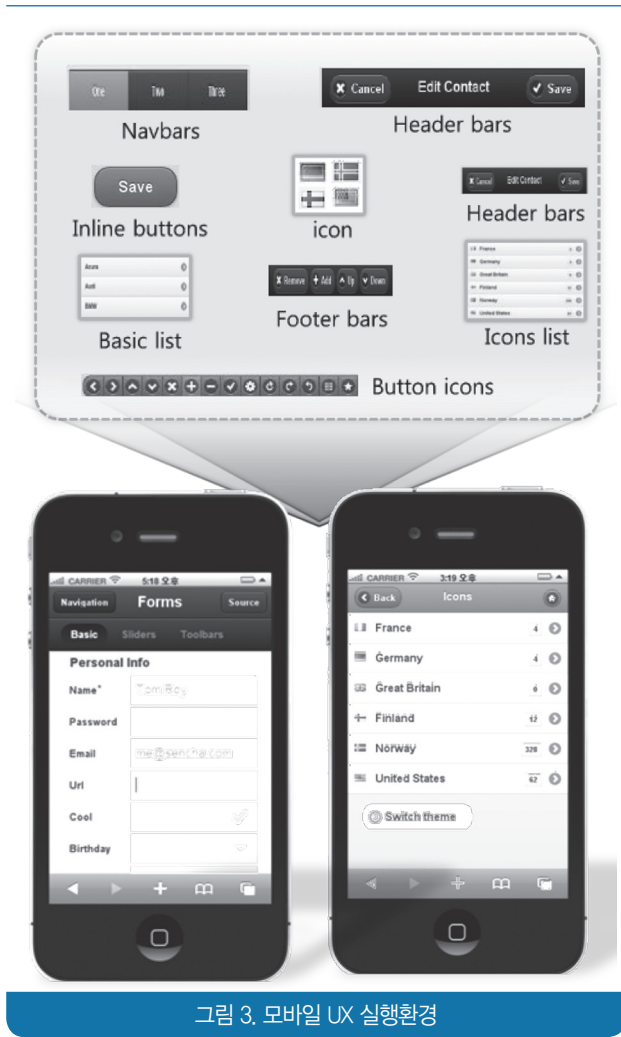 One Two Three
Navbars
Cancel Edit Contact Save
Header bars
Save
Inline buttons
icon
Cancel Edit Contact Save
Header bars
Acura
Audi
BMW
Basic list
Remove Add Up Down
Footer bars
France
Germany
Great Britain
Finland
Norway
United States
Icons list
Button icons
CARRIER 5:18 오후
Navigation Forms Source
Basic Sliders Toolbars
Personal Info
Name* Tom Roy
Password
Email me@sencha.com
Url
Cool
Birthday
CARRIER 3:19 오후
Back Icons
France 4
Germany 4
Great Britain 6
Finland 12
Norway 328
United States 62
Switch theme
그림 3. 모바일 UX 실행환경